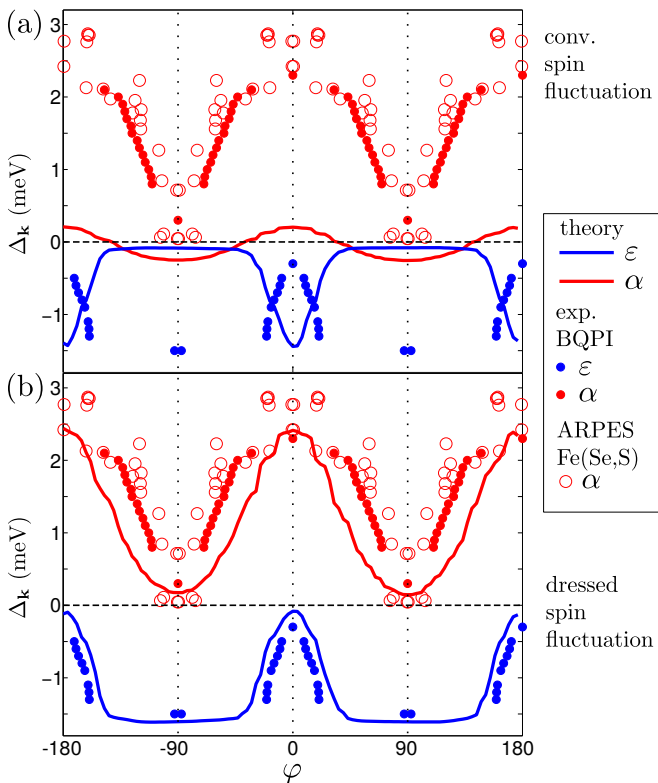 (a)
3
2
1
0
−1
Δk (meV)
conv.
spin
fluctuation
theory
ε
α
exp.
BQPI
ε
α
ARPES
Fe(Se,S)
α
(b)
3
2
1
0
−1
Δk (meV)
dressed
spin
fluctuation
-180 -90 0 90 180
φ